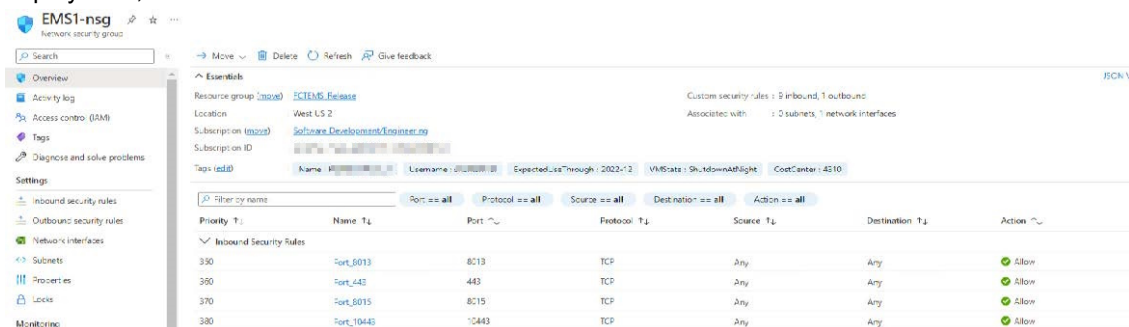 EMS1-nsg
Network security group
Search
Move Delete Refresh Give feedback
Overview
Essentials
JSON V
Activity log
Resource group (move) FCTEMS_Release
Custom security rules : 9 inbound, 1 outbound
Access control (IAM)
Location West US 2
Associated with : 0 subnets, 1 network interfaces
Tags
Subscription (move) Software Development/Engineering
Diagnose and solve problems
Subscription ID
Settings
Tags (edit) Name : Username : ExpectedUseThrough : 2022-12 VMState : ShutdownAtNight CostCenter : 4310
Inbound security rules
Filter by name Port == all Protocol == all Source == all Destination == all Action == all
Outbound security rules
Priority Name Port Protocol Source Destination Action
Network interfaces
Inbound Security Rules
Subnets
350 Port_8013 8013 TCP Any Any Allow
Properties
360 Port_443 443 TCP Any Any Allow
Locks
370 Port_8015 8015 TCP Any Any Allow
Monitoring
380 Port_10443 10443 TCP Any Any Allow